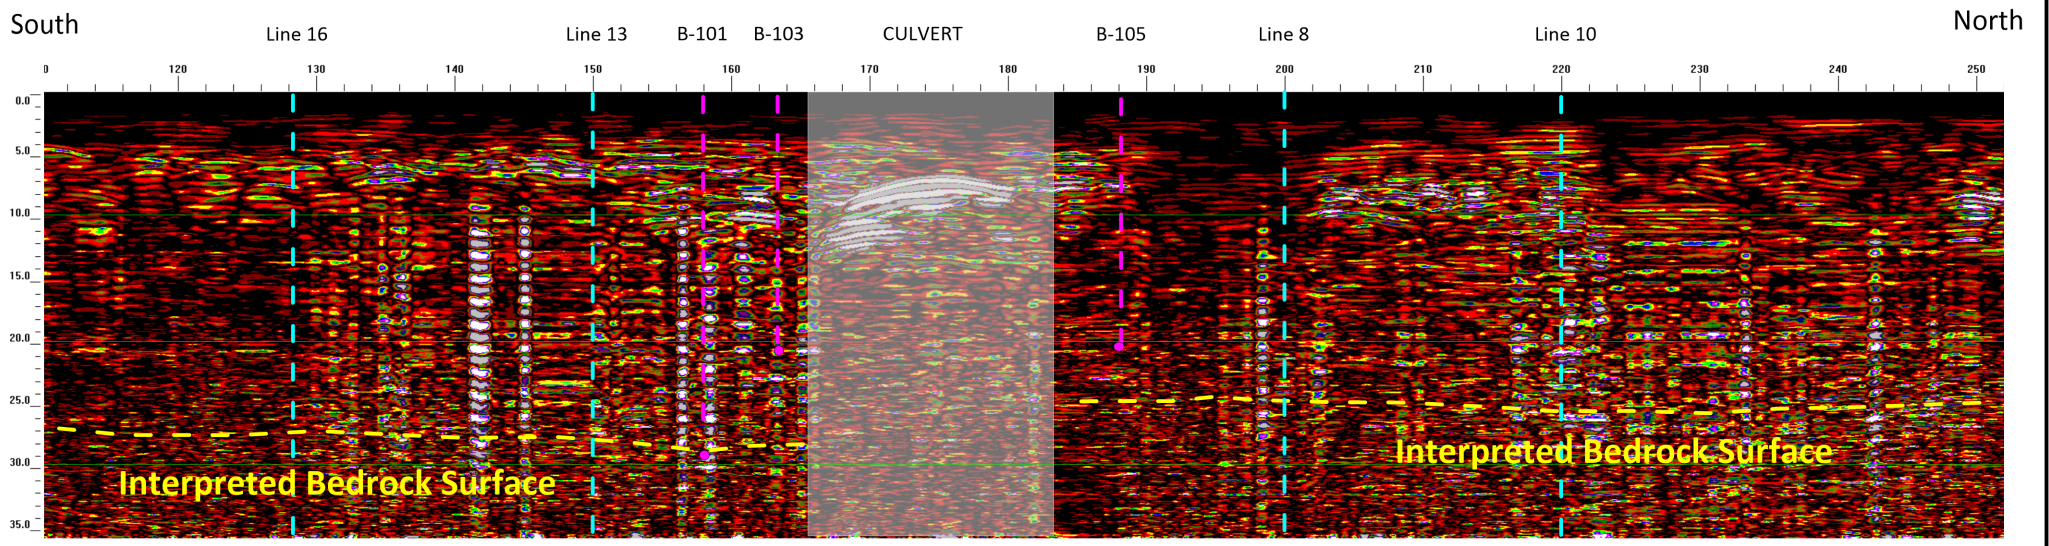 South
North
Line 16
Line 13
B-101
B-103
CULVERT
B-105
Line 8
Line 10
0
120
130
140
150
160
170
180
190
200
210
220
230
240
250
0.0
5.0
10.0
15.0
20.0
25.0
30.0
35.0
Interpreted Bedrock Surface
Interpreted Bedrock Surface